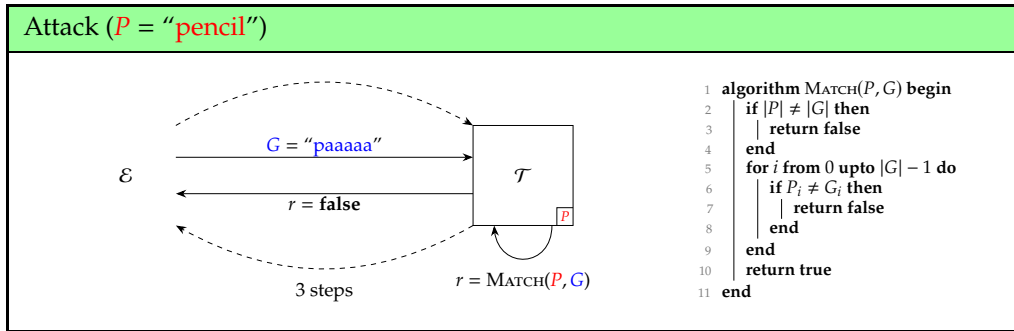 Attack (P = “pencil”)
G = “paaaaa”
ℰ
𝒯
r = false
P
3 steps
r = Match(P, G)
1 algorithm Match(P, G) begin
2 if |P| ≠ |G| then
3 return false
4 end
5 for i from 0 upto |G| − 1 do
6 if P_i ≠ G_i then
7 return false
8 end
9 end
10 return true
11 end